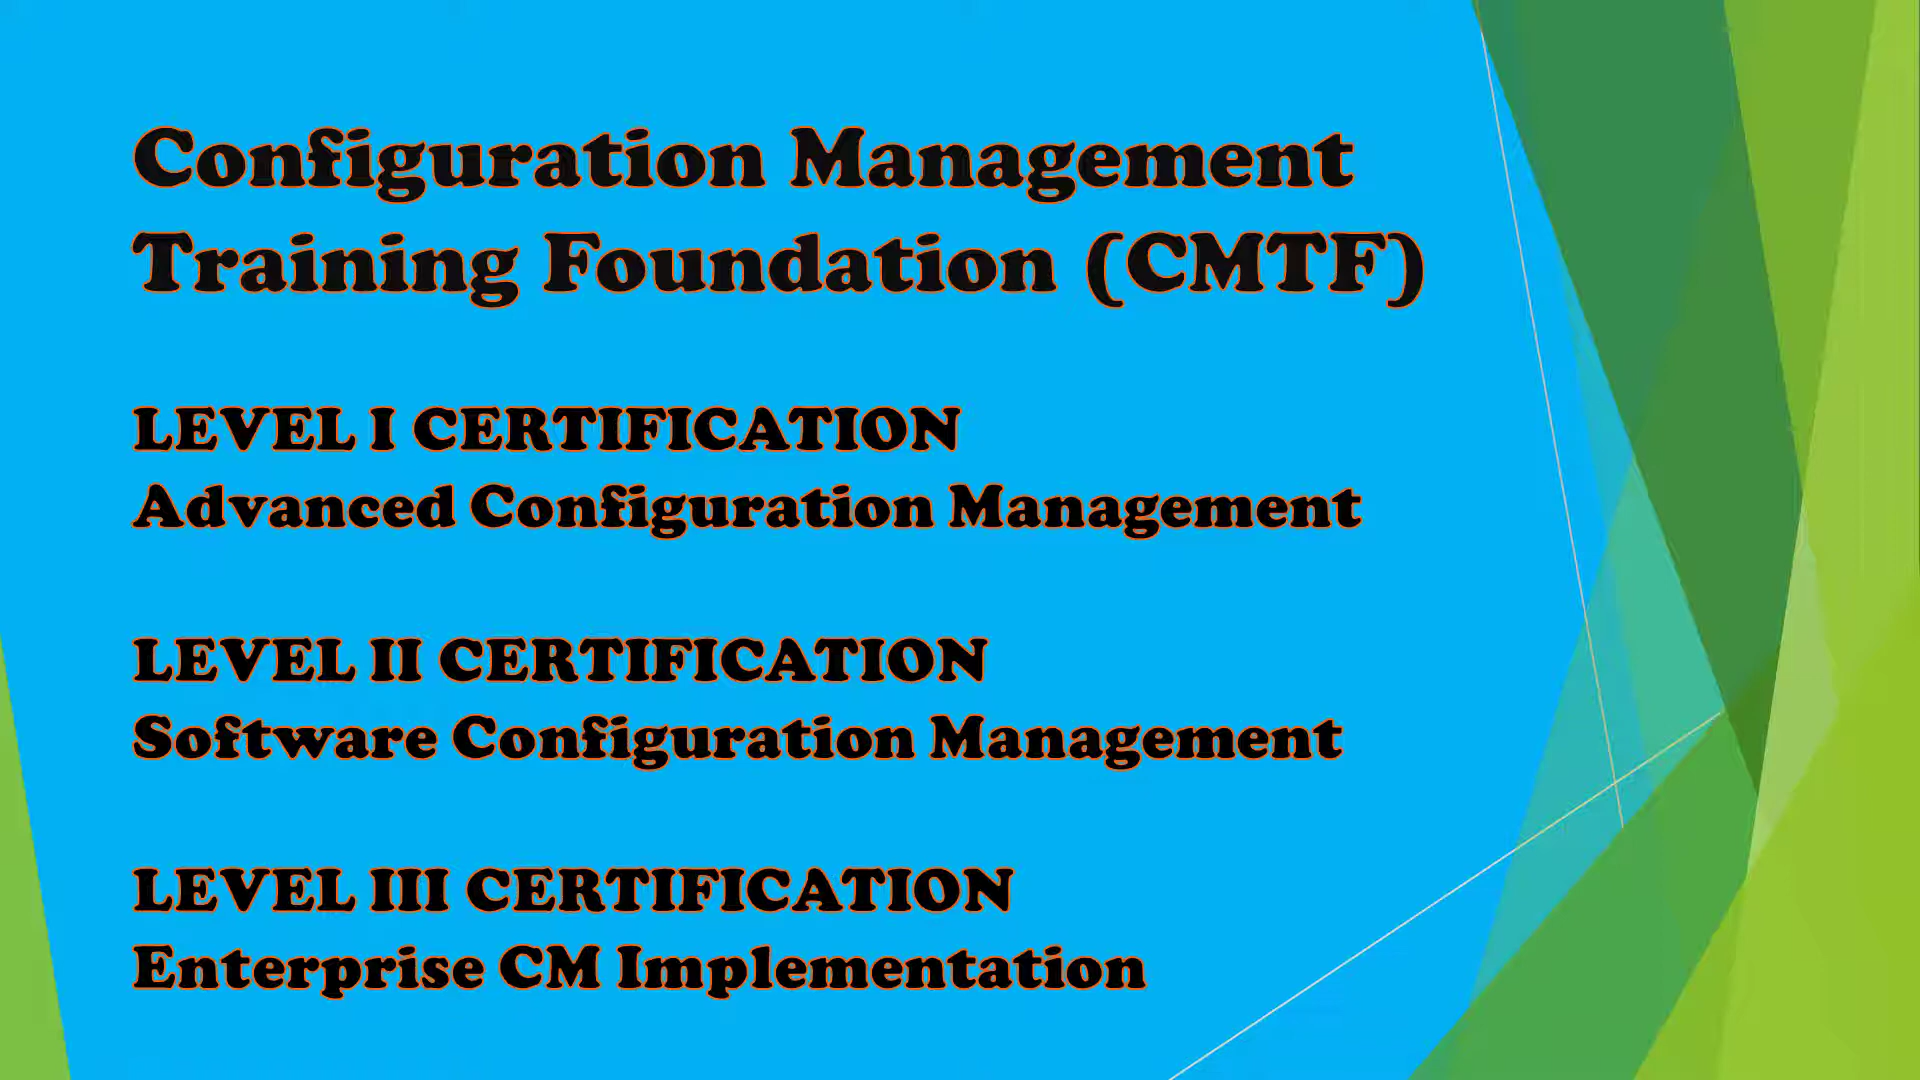 Configuration Management
Training Foundation (CMTF)
LEVEL I CERTIFICATION
Advanced Configuration Management
LEVEL II CERTIFICATION
Software Configuration Management
LEVEL III CERTIFICATION
Enterprise CM Implementation